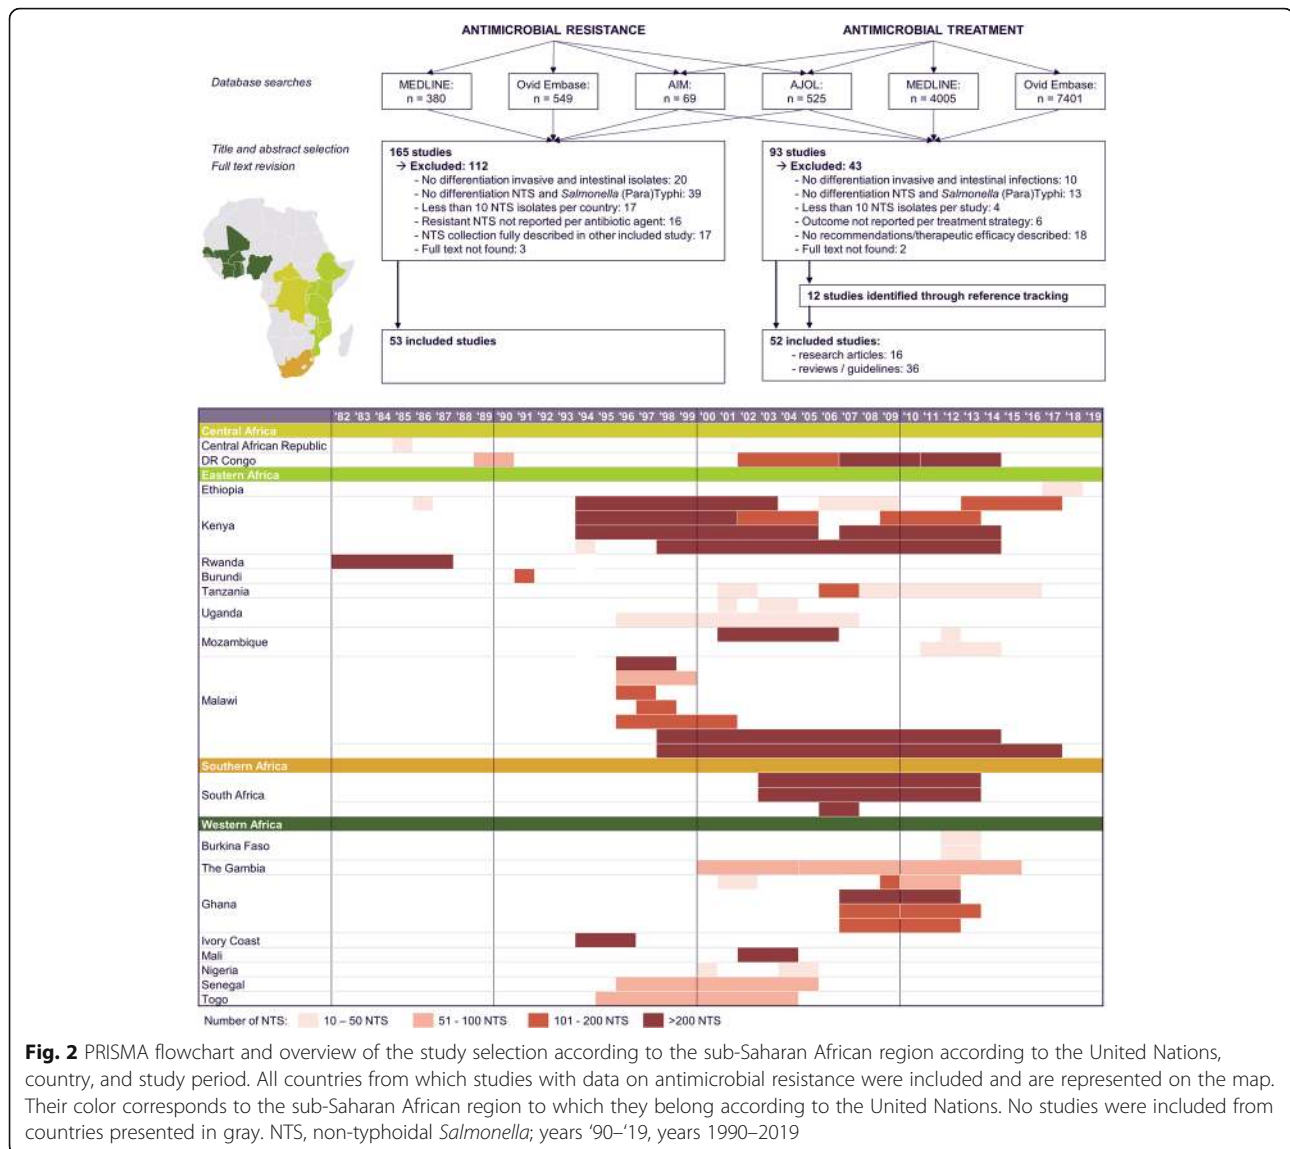 ANTIMICROBIAL RESISTANCE
ANTIMICROBIAL TREATMENT
Database searches
MEDLINE:
n = 380
Ovid Embase:
n = 549
AIM:
n = 69
AJOL:
n = 525
MEDLINE:
n = 4005
Ovid Embase:
n = 7401
Title and abstract selection
Full text revision
165 studies
→ Excluded: 112
- No differentiation invasive and intestinal isolates: 20
- No differentiation NTS and Salmonella (Para)Typhi: 39
- Less than 10 NTS isolates per country: 17
- Resistant NTS not reported per antibiotic agent: 16
- NTS collection fully described in other included study: 17
- Full text not found: 3
93 studies
→ Excluded: 43
- No differentiation invasive and intestinal infections: 10
- No differentiation NTS and Salmonella (Para)Typhi: 13
- Less than 10 NTS isolates per study: 4
- Outcome not reported per treatment strategy: 6
- No recommendations/therapeutic efficacy described: 18
- Full text not found: 2
12 studies identified through reference tracking
53 included studies
52 included studies:
- research articles: 16
- reviews / guidelines: 36
'82 '83 '84 '85 '86 '87 '88 '89 '90 '91 '92 '93 '94 '95 '96 '97 '98 '99 '00 '01 '02 '03 '04 '05 '06 '07 '08 '09 '10 '11 '12 '13 '14 '15 '16 '17 '18 '19
Central Africa
Central African Republic
DR Congo
Eastern Africa
Ethiopia
Kenya
Rwanda
Burundi
Tanzania
Uganda
Mozambique
Malawi
Southern Africa
South Africa
Western Africa
Burkina Faso
The Gambia
Ghana
Ivory Coast
Mali
Nigeria
Senegal
Togo
Number of NTS: 10 – 50 NTS 51 - 100 NTS 101 - 200 NTS >200 NTS
Fig. 2 PRISMA flowchart and overview of the study selection according to the sub-Saharan African region according to the United Nations,
country, and study period. All countries from which studies with data on antimicrobial resistance were included and are represented on the map.
Their color corresponds to the sub-Saharan African region to which they belong according to the United Nations. No studies were included from
countries presented in gray. NTS, non-typhoidal Salmonella; years ‘90–‘19, years 1990–2019